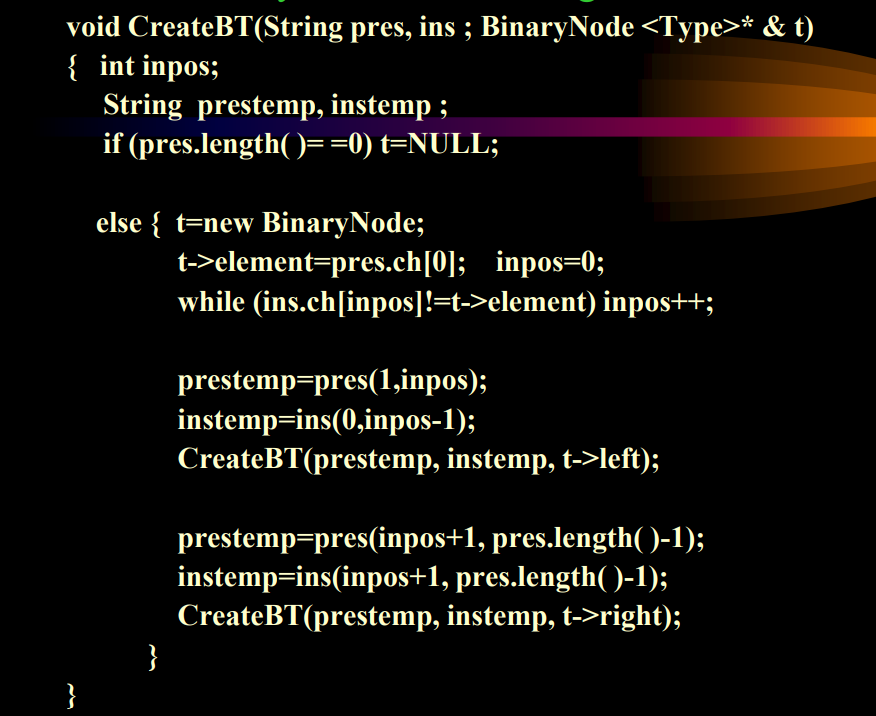 void CreateBT(String pres, ins ; BinaryNode <Type>* & t)
{ int inpos;
String prestemp, instemp ;
if (pres.length( )= =0) t=NULL;
else { t=new BinaryNode;
t->element=pres.ch[0]; inpos=0;
while (ins.ch[inpos]!=t->element) inpos++;
prestemp=pres(1,inpos);
instemp=ins(0,inpos-1);
CreateBT(prestemp, instemp, t->left);
prestemp=pres(inpos+1, pres.length( )-1);
instemp=ins(inpos+1, pres.length( )-1);
CreateBT(prestemp, instemp, t->right);
}
}